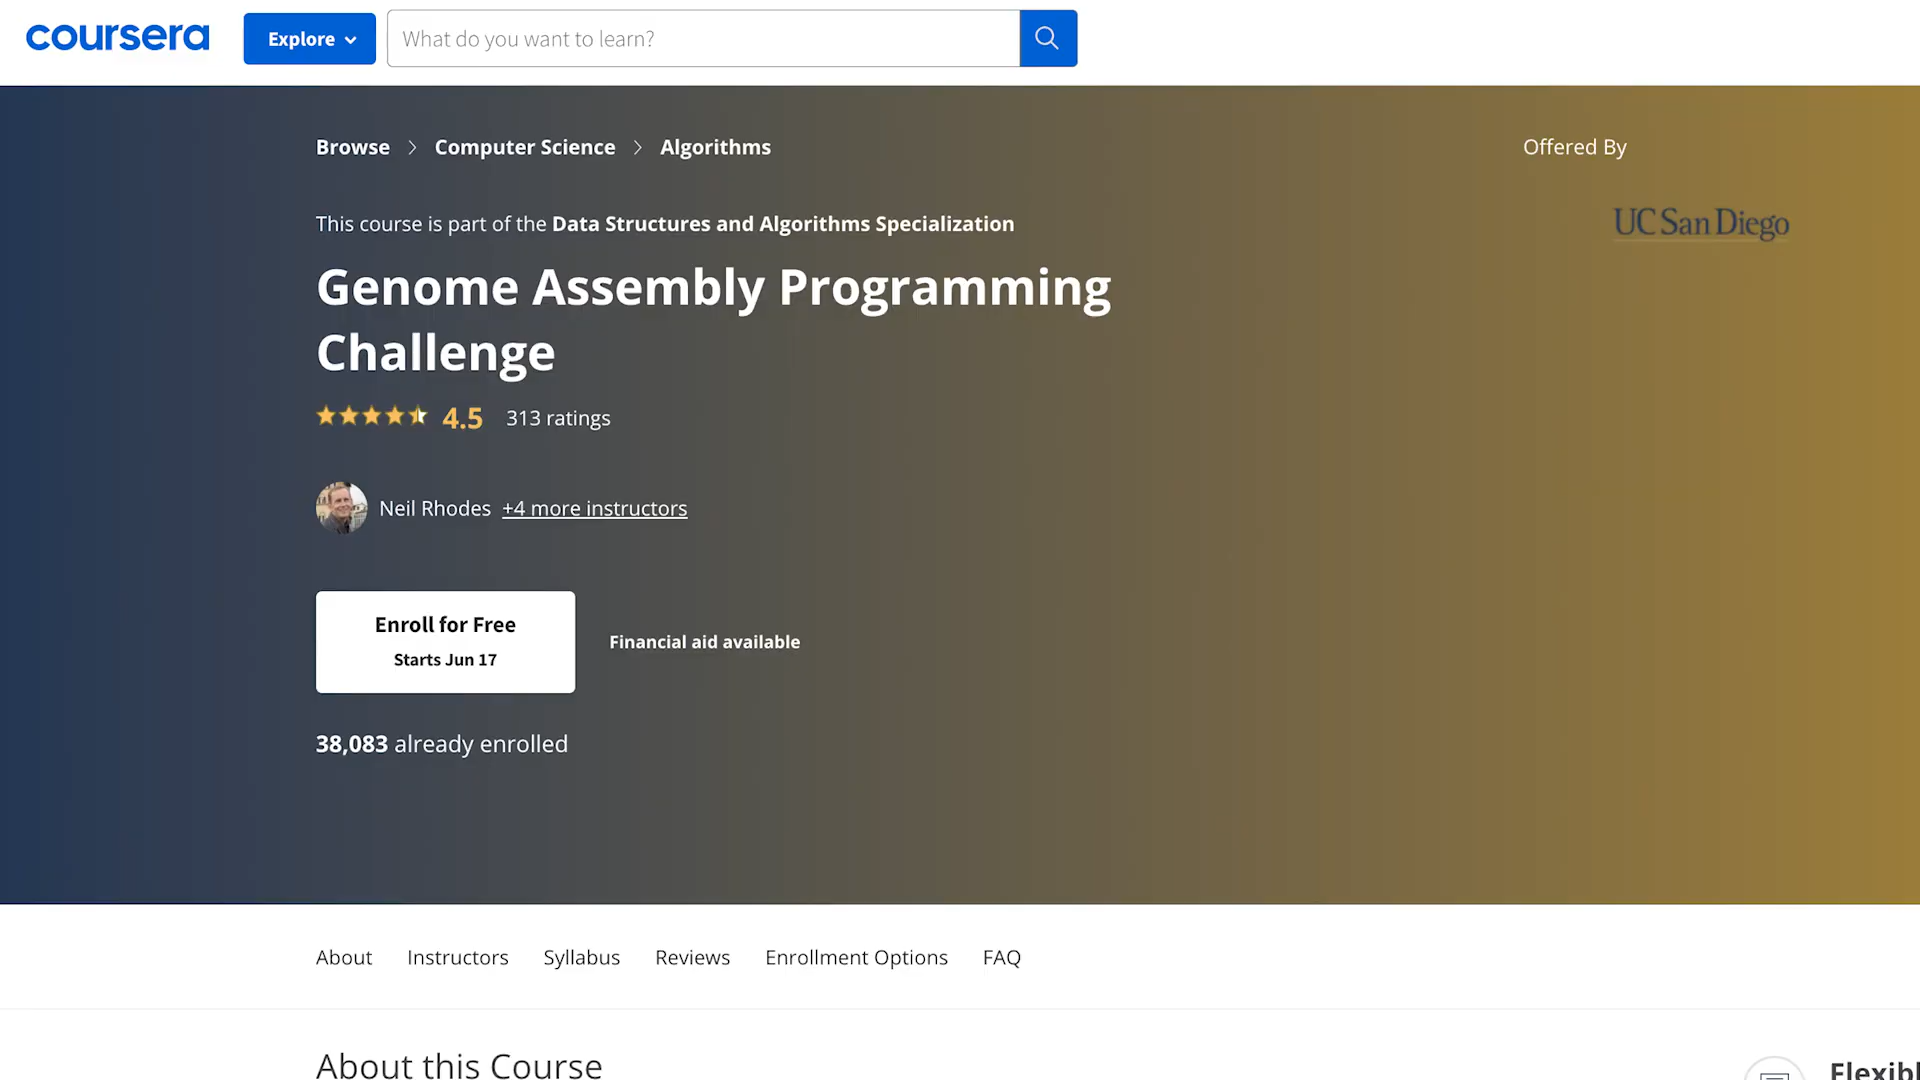 coursera
Explore
What do you want to learn?
Browse
Computer Science
Algorithms
Offered By
This course is part of the Data Structures and Algorithms Specialization
UC San Diego
Genome Assembly Programming
Challenge
4.5
313 ratings
Neil Rhodes +4 more instructors
Enroll for Free
Starts Jun 17
Financial aid available
38,083 already enrolled
About
Instructors
Syllabus
Reviews
Enrollment Options
FAQ
About this Course